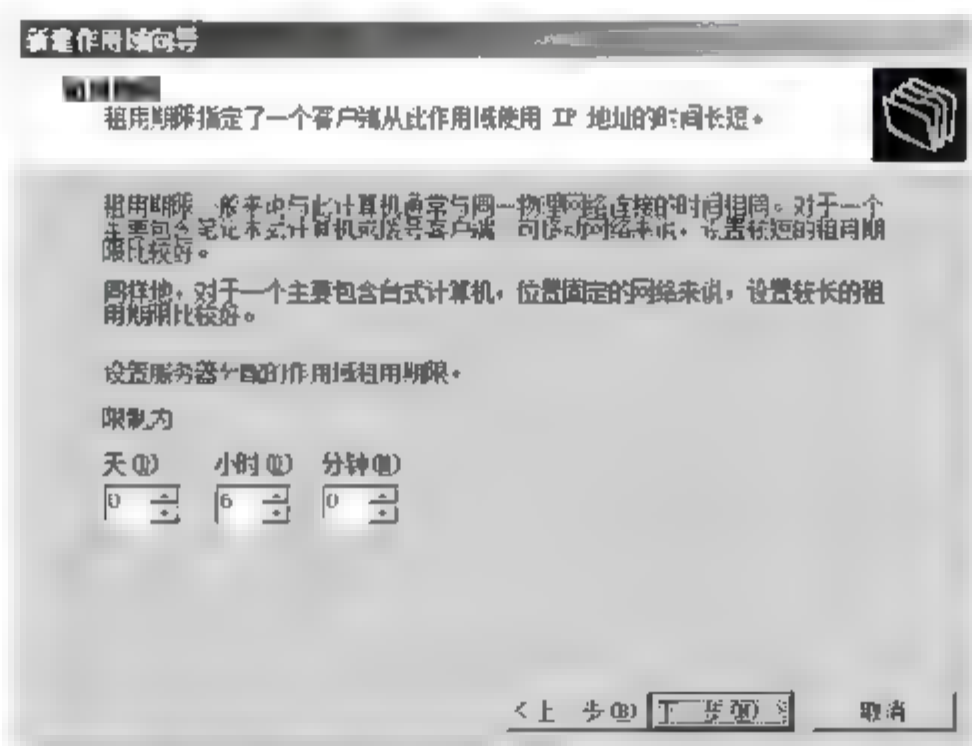 新建作用域向导
租用期限指定了一个客户端从此作用域使用 IP 地址的时间长短。
租用期限一般来说与此计算机通常与同一物理网络连接的时间相同。对于一个
主要包含笔记本式计算机或拨号客户端 可移动网络来说，设置较短的租用期
限比较好。
同样地，对于一个主要包含台式计算机，位置固定的网络来说，设置较长的租
用期限比较好。
设置服务器分配的作用域租用期限。
限制为
天(D) 小时(O) 分钟(M)
0 6 0
<上一步(B) 下一步(N) > 取消